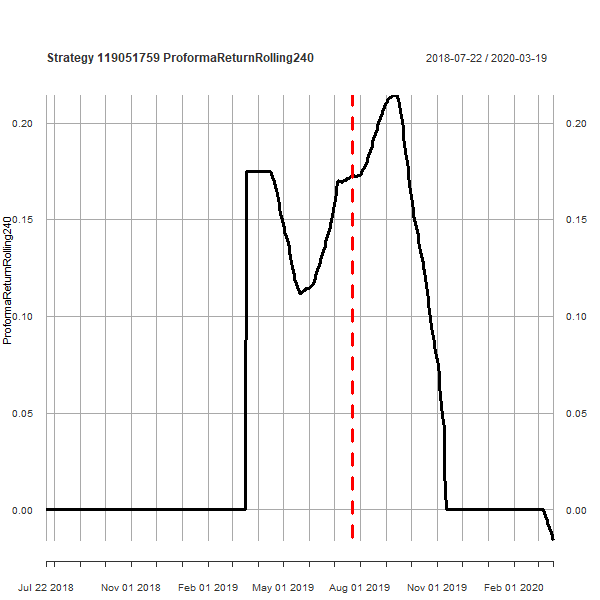 Strategy 119051759 ProformaReturnRolling240
2018-07-22 / 2020-03-19
ProformaReturnRolling240
0.20 0.20
0.15 0.15
0.10 0.10
0.05 0.05
0.00 0.00
Jul 22 2018 Nov 01 2018 Feb 01 2019 May 01 2019 Aug 01 2019 Nov 01 2019 Feb 01 2020